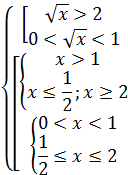 √x > 2
0 < √x < 1
x > 1
x ≤ 1/2; x ≥ 2
0 < x < 1
1/2 ≤ x ≤ 2